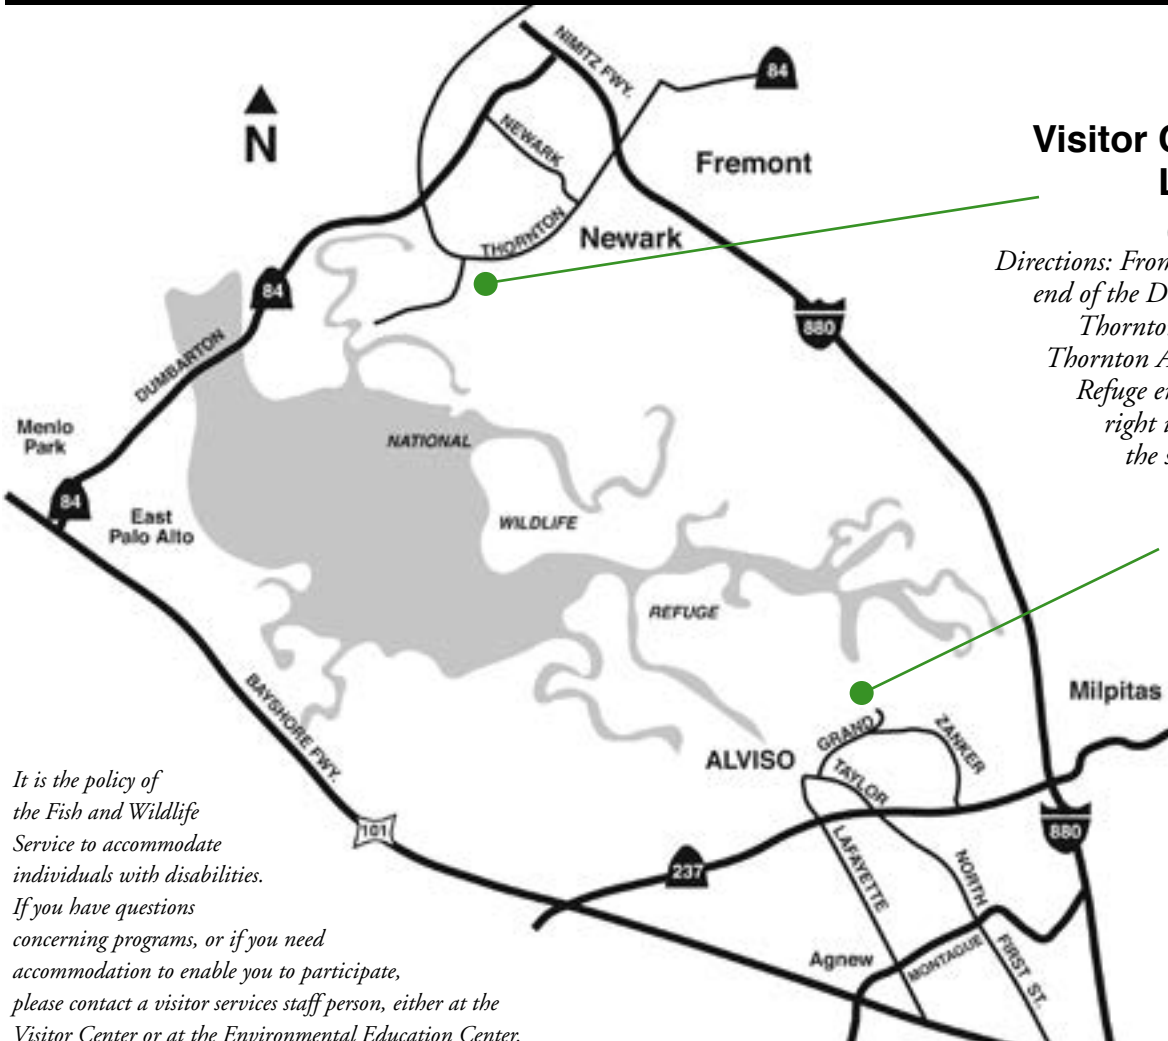 NIMITZ FWY.
84
N
NEWARK
Fremont
Visitor
THORNTON
Newark
Directions: From
end of the
84
880
DUMBARTON
Thornton
Refuge
right
the
Menlo
Park
NATIONAL
84
East
Palo Alto
WILDLIFE
REFUGE
BAYSHORE FWY.
Milpitas
GRAND
ZANKER
ALVISO
TAYLOR
It is the policy of
the Fish and Wildlife
Service to accommodate
individuals with disabilities.
If you have questions
concerning programs, or if you need
accommodation to enable you to participate,
please contact a visitor services staff person, either at the
Visitor Center or at the Environmental Education Center.
101
880
LAFAYETTE
237
NORTH FIRST ST.
Agnew
MONTAGUE